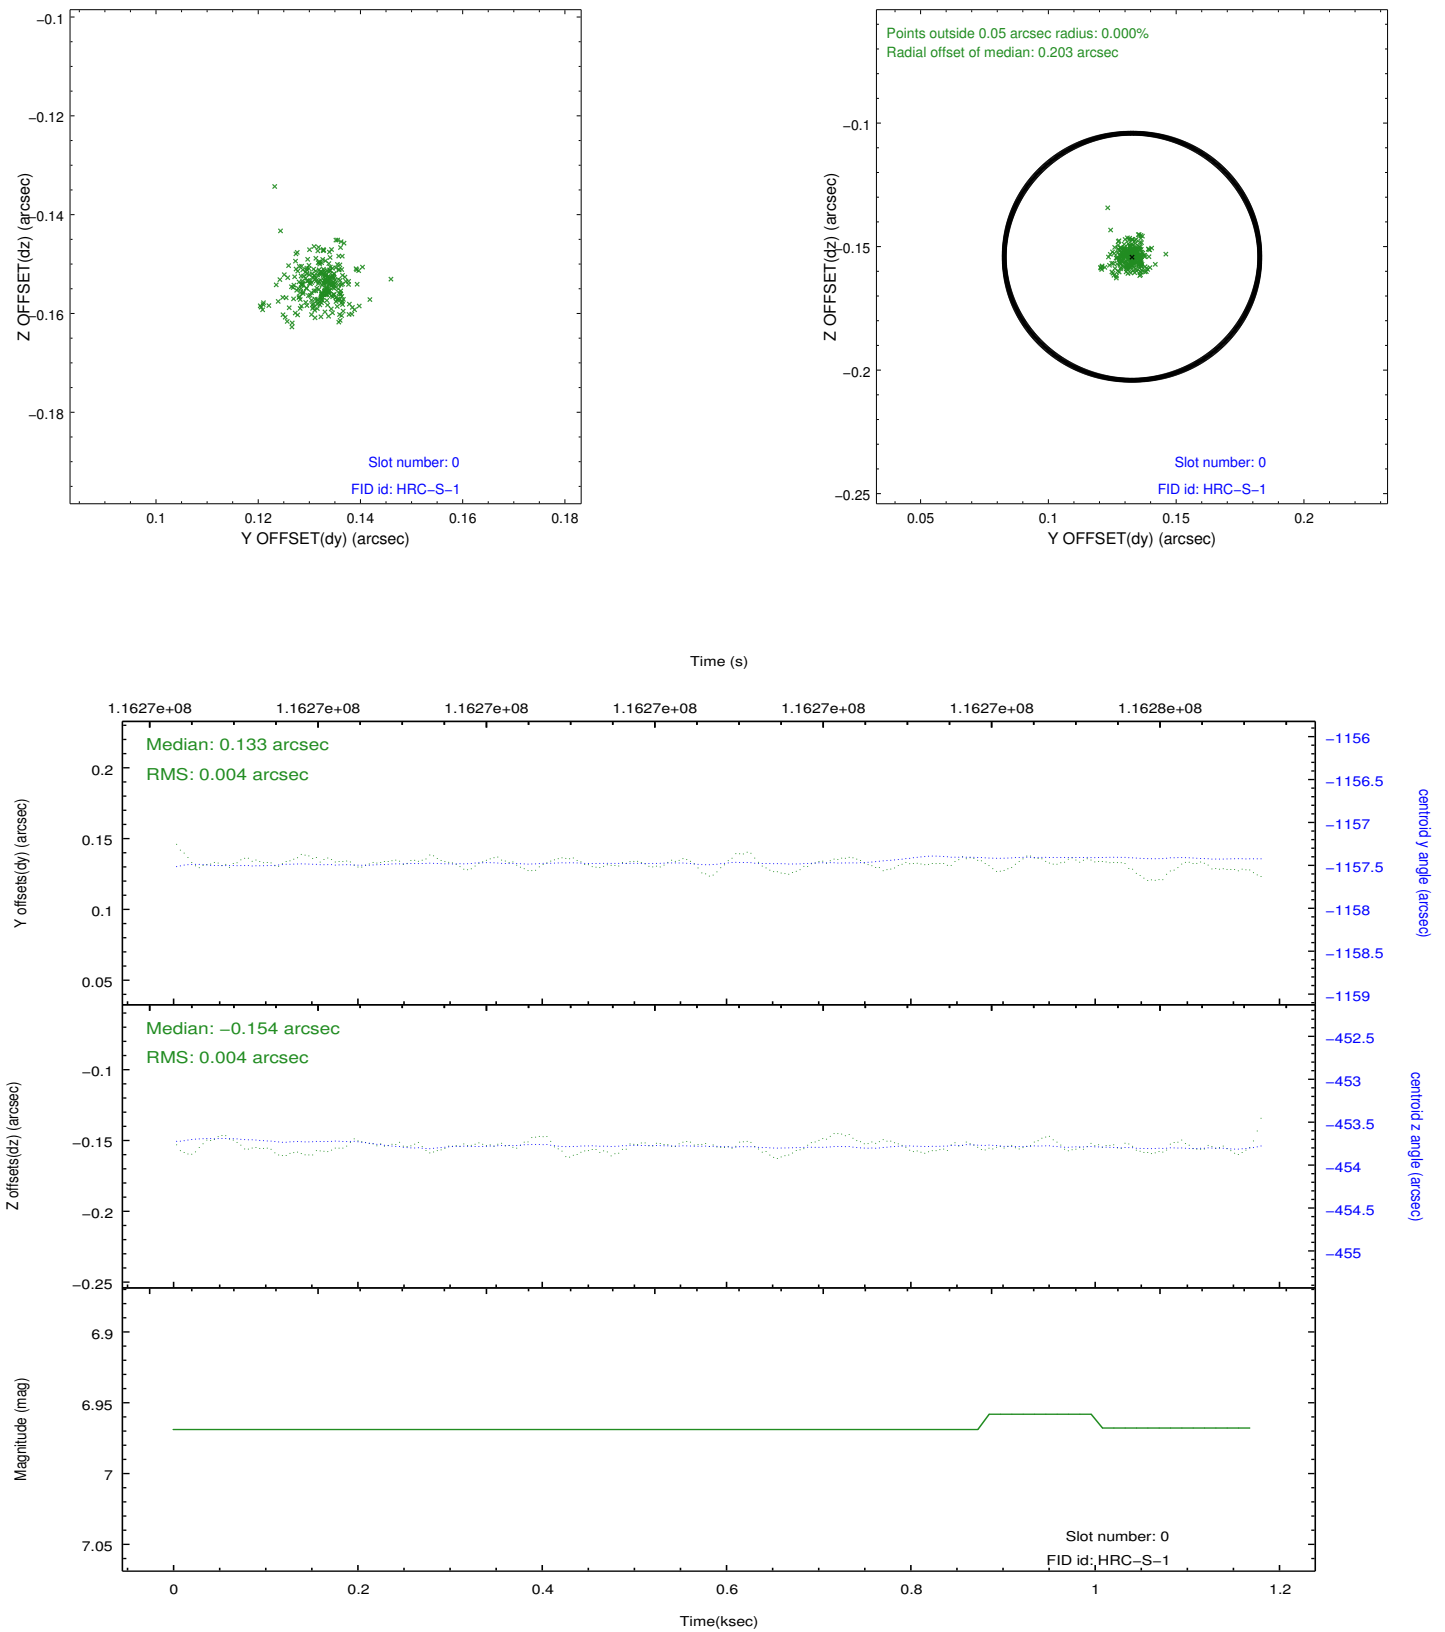 −0.1
−0.12
−0.14
−0.16
−0.18
Z OFFSET(dz) (arcsec)
Slot number: 0
FID id: HRC−S−1
0.1 0.12 0.14 0.16 0.18
Y OFFSET(dy) (arcsec)
Points outside 0.05 arcsec radius: 0.000%
Radial offset of median: 0.203 arcsec
−0.1
−0.15
−0.2
−0.25
Z OFFSET(dz) (arcsec)
Slot number: 0
FID id: HRC−S−1
0.05 0.1 0.15 0.2
Y OFFSET(dy) (arcsec)
Time (s)
1.1627e+08 1.1627e+08 1.1627e+08 1.1627e+08 1.1627e+08 1.1627e+08 1.1628e+08
Median: 0.133 arcsec
RMS: 0.004 arcsec
0.2
0.15
0.1
0.05
Y offsets(dy) (arcsec)
−1156
−1156.5
−1157
−1157.5
−1158
−1158.5
−1159
centroid y angle (arcsec)
Median: −0.154 arcsec
RMS: 0.004 arcsec
−0.1
−0.15
−0.2
−0.25
Z offsets(dz) (arcsec)
−452.5
−453
−453.5
−454
−454.5
−455
centroid z angle (arcsec)
6.9
6.95
7
7.05
Magnitude (mag)
Slot number: 0
FID id: HRC−S−1
0 0.2 0.4 0.6 0.8 1 1.2
Time(ksec)